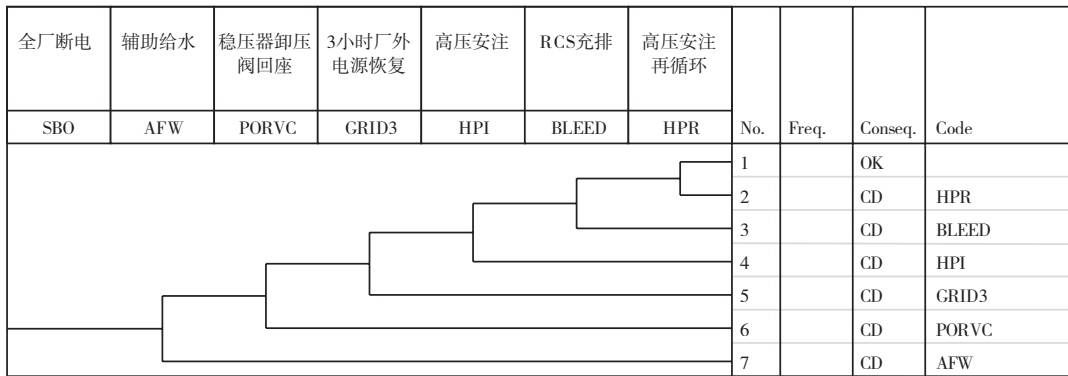 全厂断电 辅助给水 稳压器卸压 3小时厂外 高压安注 RCS充排 高压安注
阀回座 电源恢复 再循环
SBO AFW PORVC GRID3 HPI BLEED HPR No. Freq. Conseq. Code
1 OK
2 CD HPR
3 CD BLEED
4 CD HPI
5 CD GRID3
6 CD PORVC
7 CD AFW